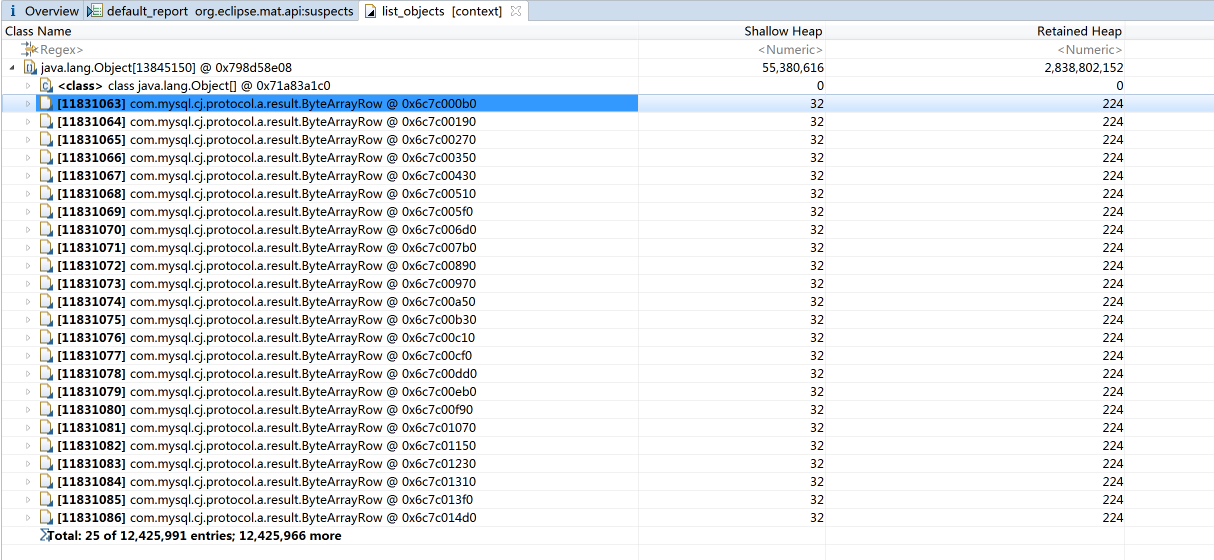 Overview default_report org.eclipse.mat.api:suspects list_objects [context]
Class Name Shallow Heap Retained Heap
<Regex> <Numeric> <Numeric>
java.lang.Object[13845150] @ 0x798d58e08 55,380,616 2,838,802,152
<class> class java.lang.Object[] @ 0x71a83a1c0 0 0
[11831063] com.mysql.cj.protocol.a.result.ByteArrayRow @ 0x6c7c000b0 32 224
[11831064] com.mysql.cj.protocol.a.result.ByteArrayRow @ 0x6c7c00190 32 224
[11831065] com.mysql.cj.protocol.a.result.ByteArrayRow @ 0x6c7c00270 32 224
[11831066] com.mysql.cj.protocol.a.result.ByteArrayRow @ 0x6c7c00350 32 224
[11831067] com.mysql.cj.protocol.a.result.ByteArrayRow @ 0x6c7c00430 32 224
[11831068] com.mysql.cj.protocol.a.result.ByteArrayRow @ 0x6c7c00510 32 224
[11831069] com.mysql.cj.protocol.a.result.ByteArrayRow @ 0x6c7c005f0 32 224
[11831070] com.mysql.cj.protocol.a.result.ByteArrayRow @ 0x6c7c006d0 32 224
[11831071] com.mysql.cj.protocol.a.result.ByteArrayRow @ 0x6c7c007b0 32 224
[11831072] com.mysql.cj.protocol.a.result.ByteArrayRow @ 0x6c7c00890 32 224
[11831073] com.mysql.cj.protocol.a.result.ByteArrayRow @ 0x6c7c00970 32 224
[11831074] com.mysql.cj.protocol.a.result.ByteArrayRow @ 0x6c7c00a50 32 224
[11831075] com.mysql.cj.protocol.a.result.ByteArrayRow @ 0x6c7c00b30 32 224
[11831076] com.mysql.cj.protocol.a.result.ByteArrayRow @ 0x6c7c00c10 32 224
[11831077] com.mysql.cj.protocol.a.result.ByteArrayRow @ 0x6c7c00cf0 32 224
[11831078] com.mysql.cj.protocol.a.result.ByteArrayRow @ 0x6c7c00dd0 32 224
[11831079] com.mysql.cj.protocol.a.result.ByteArrayRow @ 0x6c7c00eb0 32 224
[11831080] com.mysql.cj.protocol.a.result.ByteArrayRow @ 0x6c7c00f90 32 224
[11831081] com.mysql.cj.protocol.a.result.ByteArrayRow @ 0x6c7c01070 32 224
[11831082] com.mysql.cj.protocol.a.result.ByteArrayRow @ 0x6c7c01150 32 224
[11831083] com.mysql.cj.protocol.a.result.ByteArrayRow @ 0x6c7c01230 32 224
[11831084] com.mysql.cj.protocol.a.result.ByteArrayRow @ 0x6c7c01310 32 224
[11831085] com.mysql.cj.protocol.a.result.ByteArrayRow @ 0x6c7c013f0 32 224
[11831086] com.mysql.cj.protocol.a.result.ByteArrayRow @ 0x6c7c014d0 32 224
Total: 25 of 12,425,991 entries; 12,425,966 more